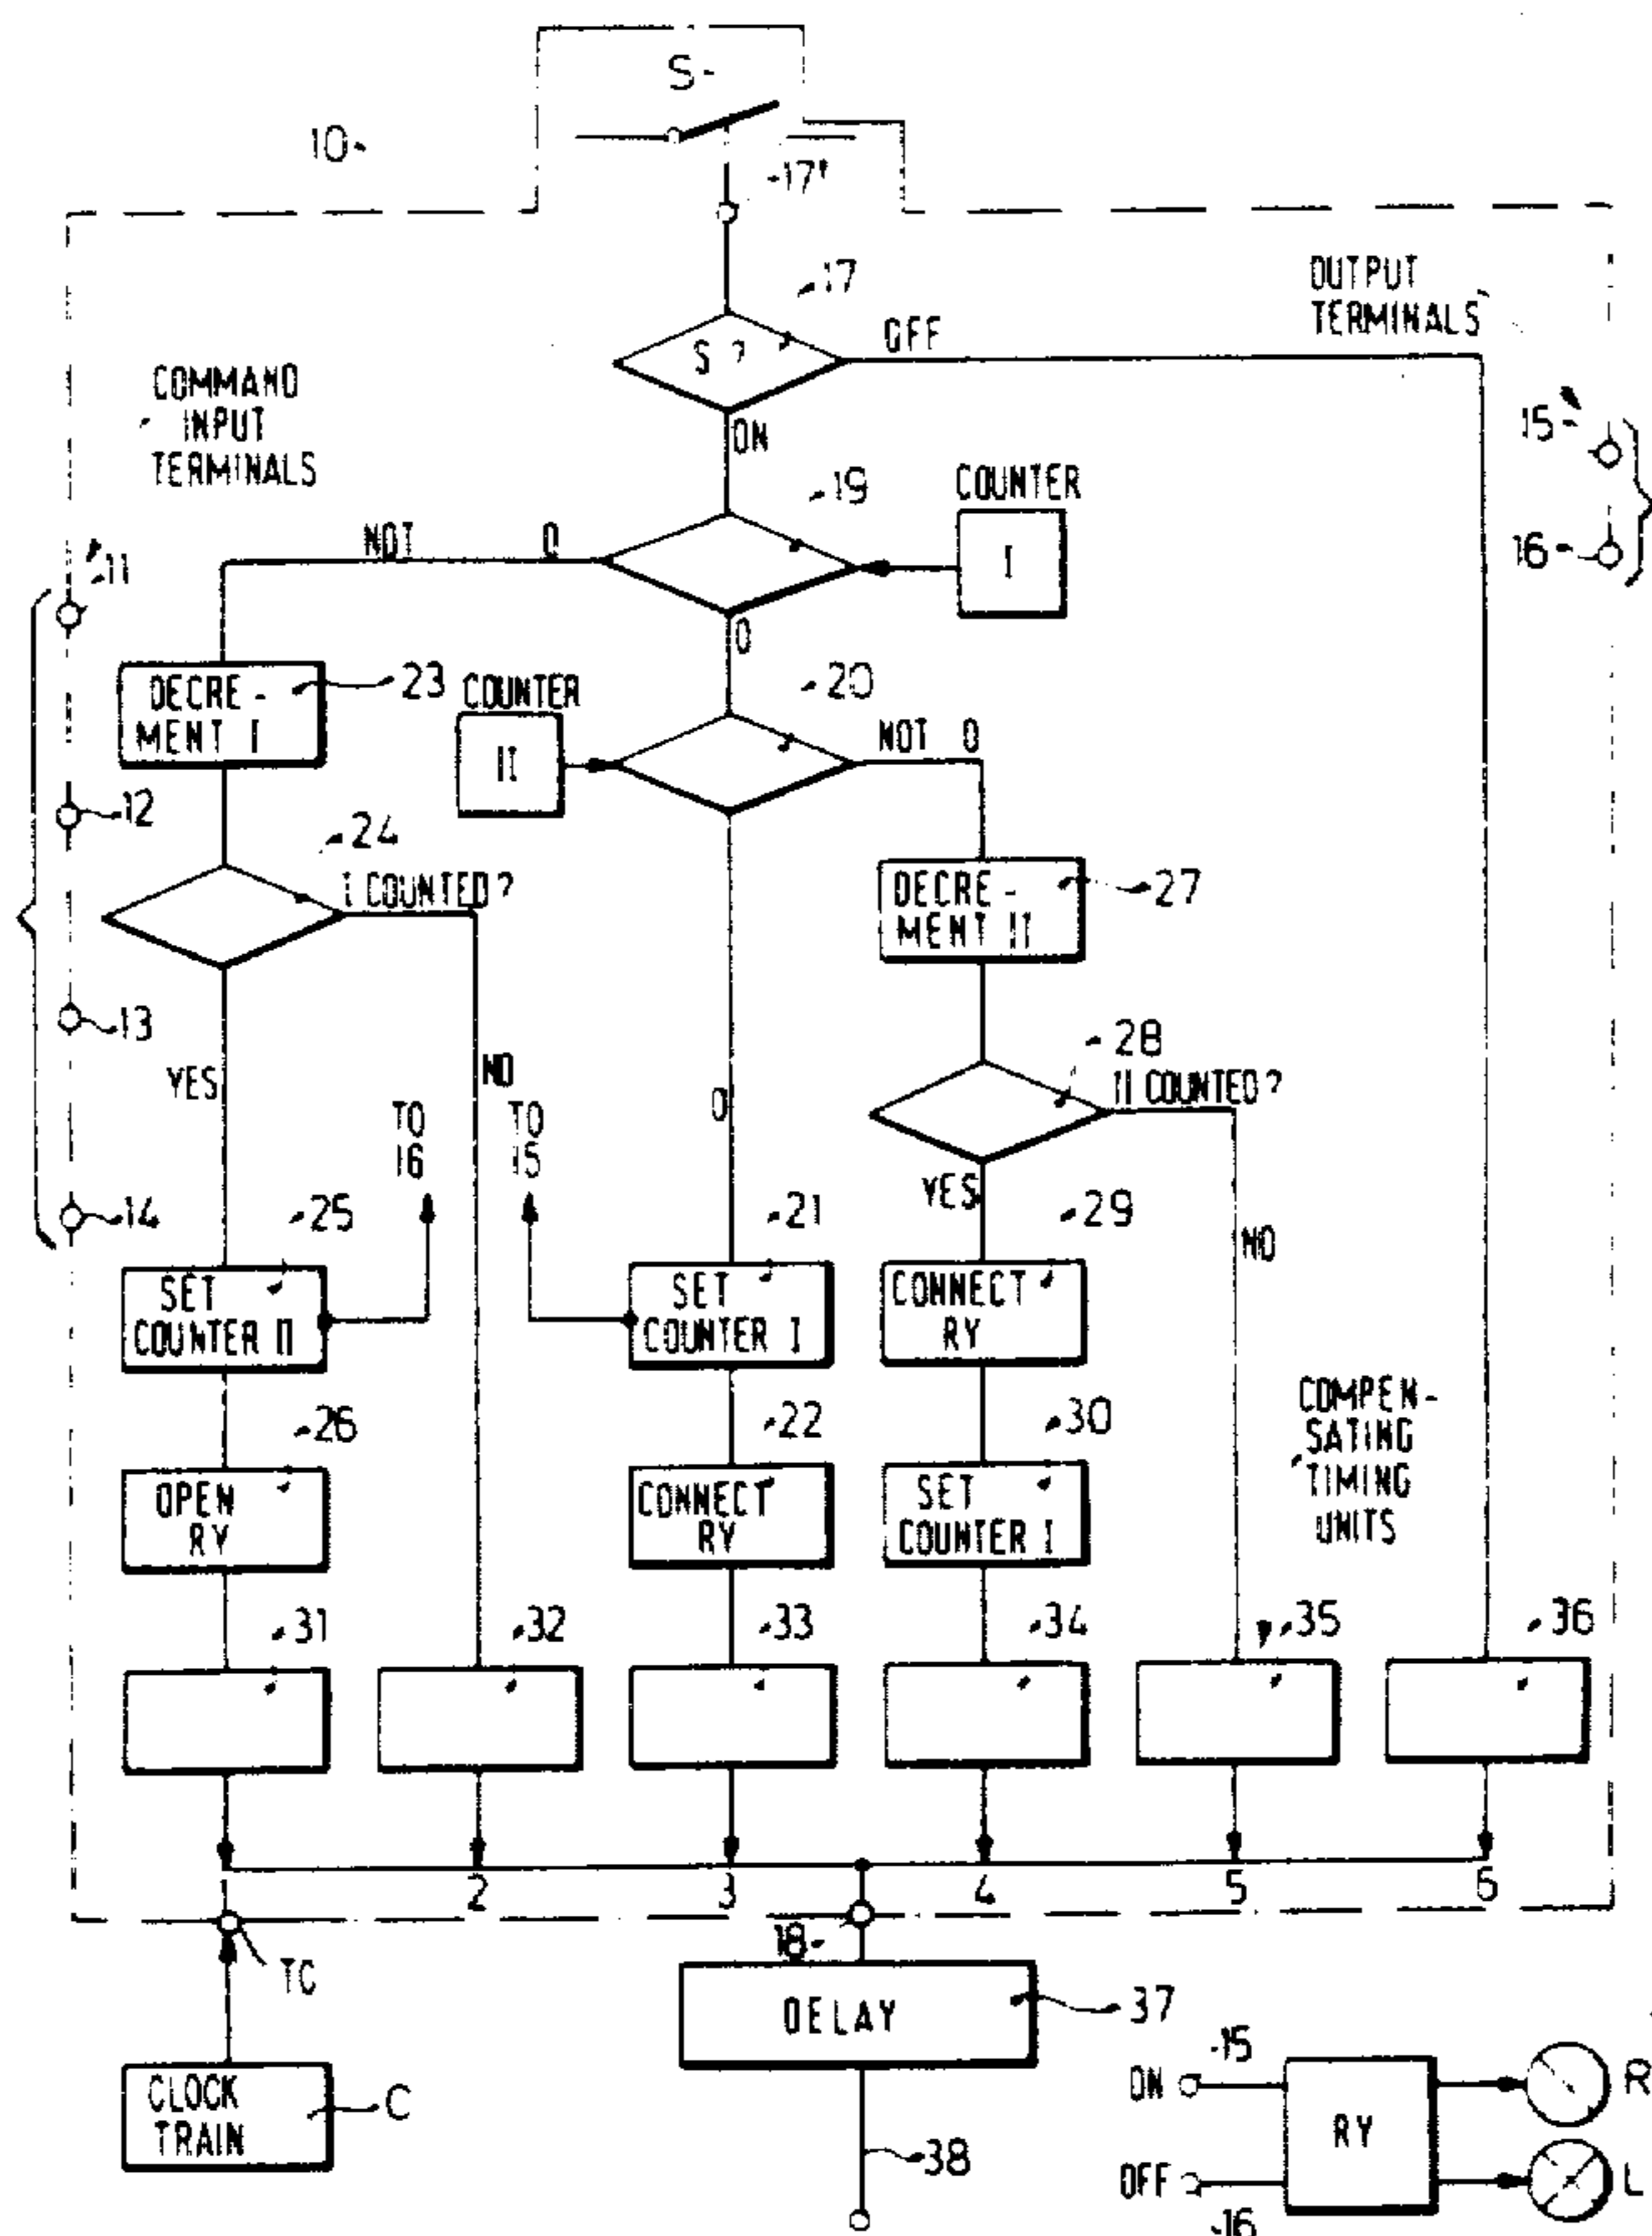 S
10
17'
17
S ?
OFF
OUTPUT
TERMINALS
COMMAND
INPUT
TERMINALS
ON
15
19
COUNTER
I
NOT 0
16
11
0
20
DECRE-
MENT I
23
COUNTER
II
NOT 0
12
24
I COUNTED?
DECRE-
MENT II
27
13
28
II COUNTED?
YES
NO
TO
16
TO
15
0
YES
14
25
21
29
NO
SET
COUNTER II
SET
COUNTER I
CONNECT
RY
COMPEN-
SATING
TIMING
UNITS
26
22
30
OPEN
RY
CONNECT
RY
SET
COUNTER I
31
32
33
34
35
36
1
2
3
4
5
6
18
TC
DELAY
37
CLOCK
TRAIN
C
ON
15
RY
R
38
OFF
16
L